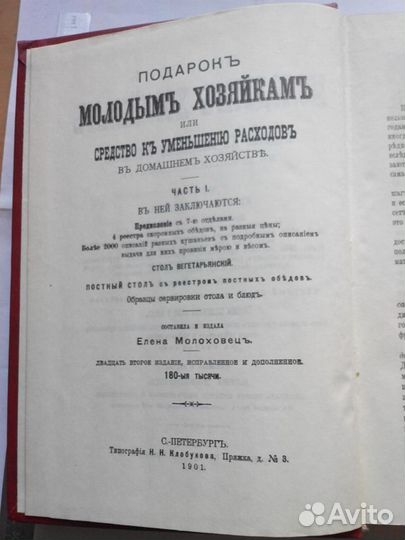 ПОДАРОКЪ
МОЛОДЫМЪ ХОЗЯЙКАМЪ
ИЛИ
СРЕДСТВО КЪ УМЕНЬШЕНІЮ РАСХОДОВЪ
ВЪ ДОМАШНЕМЪ ХОЗЯЙСТВѢ.
ЧАСТЬ I.
ВЪ НЕЙ ЗАКЛЮЧАЮТСЯ:
Предисловіе съ 7-ю отдѣлами.
4 реестра скоромныхъ обѣдовъ, на разныя цѣны;
Болѣе 2000 описаній разныхъ кушаньевъ съ подробнымъ описаніемъ
выдачи для нихъ провизіи мѣрою и вѣсомъ.
СТОЛЪ ВЕГЕТАРЬЯНСКІЙ.
ПОСТНЫЙ СТОЛЪ съ реестромъ постныхъ обѣдовъ.
Образцы сервировки стола и блюдъ.
СОСТАВИЛА И ИЗДАЛА
Елена Молоховецъ.
ДВАДЦАТЬ ВТОРОЕ ИЗДАНІЕ, ИСПРАВЛЕННОЕ И ДОПОЛНЕННОЕ.
180-ыя тысячи.
С.-ПЕТЕРБУРГЪ.
Типографія Н. Н. Клобукова, Пряжка, д. № 3.
1901.
Avito